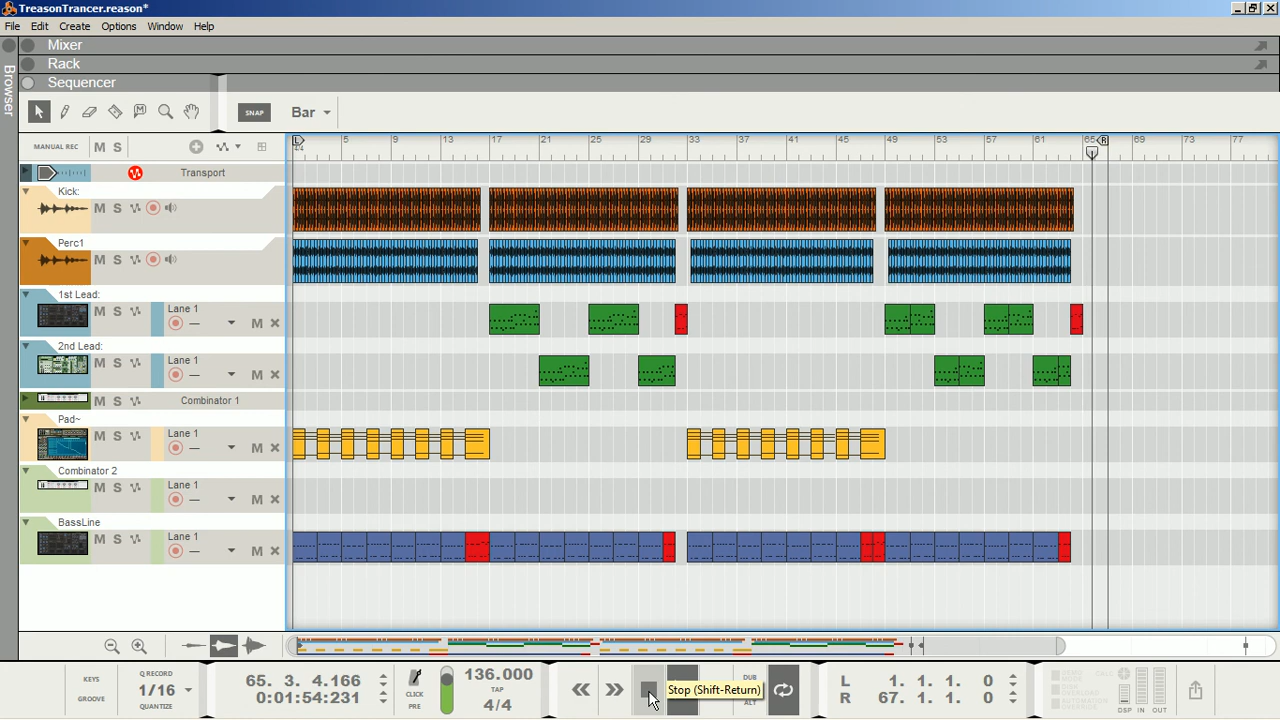 TreasonTrancer.reason*
File Edit Create Options Window Help
Browser
Mixer
Rack
Sequencer
SNAP Bar
MANUAL REC M S
L 4/4 5 9 13 17 21 25 29 33 37 41 45 49 53 57 61 65 R 69 73 77
Transport
Kick:
M S
Perc1
M S
1st Lead:
M S Lane 1 M
2nd Lead:
M S Lane 1 M
M S Combinator 1
Pad~
M S Lane 1 M
Combinator 2
M S Lane 1 M
BassLine
M S Lane 1 M
KEYS
GROOVE
Q RECORD
1/16
QUANTIZE
65. 3. 4.166
0:01:54:231
CLICK
PRE
136.000
TAP
4/4
Stop (Shift-Return)
DUB
ALT
L 1. 1. 1. 0
R 67. 1. 1. 0
AUTOMATION
OVERRIDE
DSP IN OUT